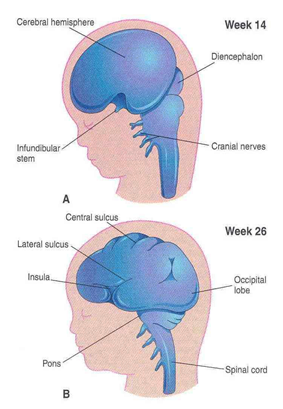 Cerebral hemisphere
Week 14
Diencephalon
Infundibular
stem
Cranial nerves
A
Central sulcus
Week 26
Lateral sulcus
Insula
Occipital
lobe
Pons
Spinal cord
B